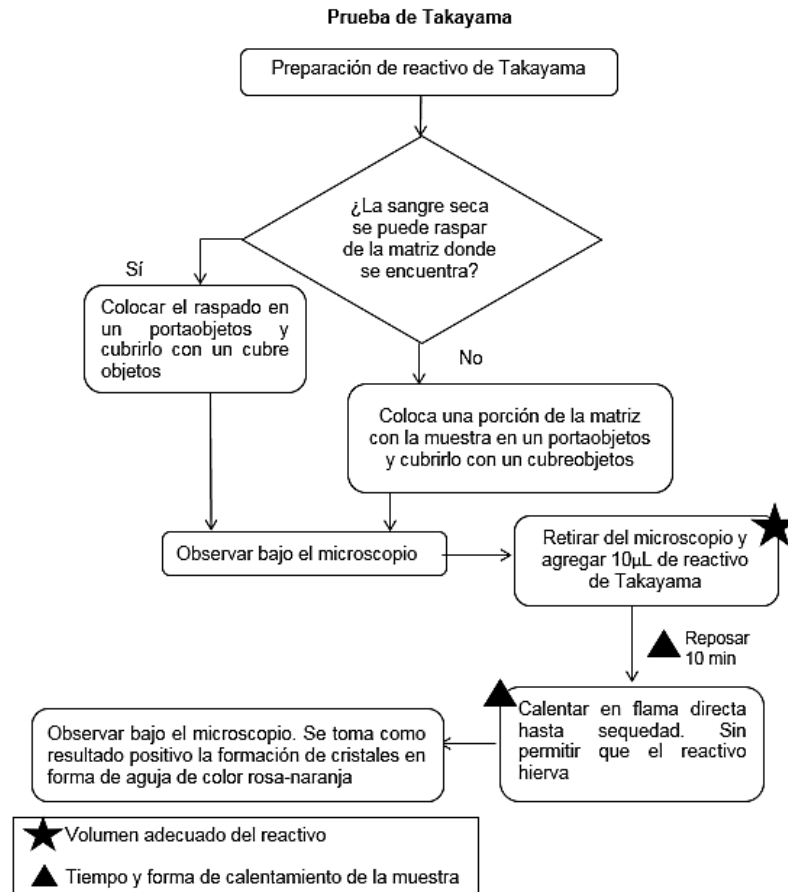 Prueba de Takayama
Preparación de reactivo de Takayama
¿La sangre seca
se puede raspar
de la matriz donde
se encuentra?
Sí
Colocar el raspado en
un portaobjetos y
cubrirlo con un cubre
objetos
No
Coloca una porción de la matriz
con la muestra en un portaobjetos
y cubrirlo con un cubreobjetos
Observar bajo el microscopio
Retirar del microscopio y
agregar 10µL de reactivo
de Takayama
Reposar
10 min
Calentar en flama directa
hasta sequedad. Sin
permitir que el reactivo
hierva
Observar bajo el microscopio. Se toma como
resultado positivo la formación de cristales en
forma de aguja de color rosa-naranja
Volumen adecuado del reactivo
Tiempo y forma de calentamiento de la muestra